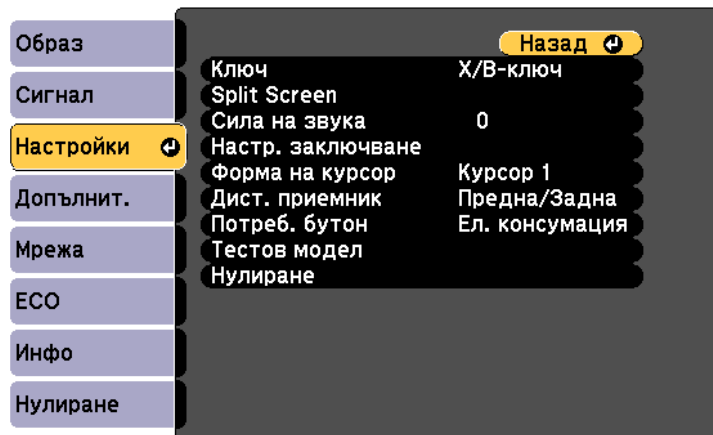 Образ
Сигнал
Настройки
Допълнит.
Мрежа
ECO
Инфо
Нулиране
Назад
Ключ Х/В-ключ
Split Screen
Сила на звука 0
Настр. заключване
Форма на курсор Курсор 1
Дист. приемник Предна/Задна
Потреб. бутон Ел. консумация
Тестов модел
Нулиране